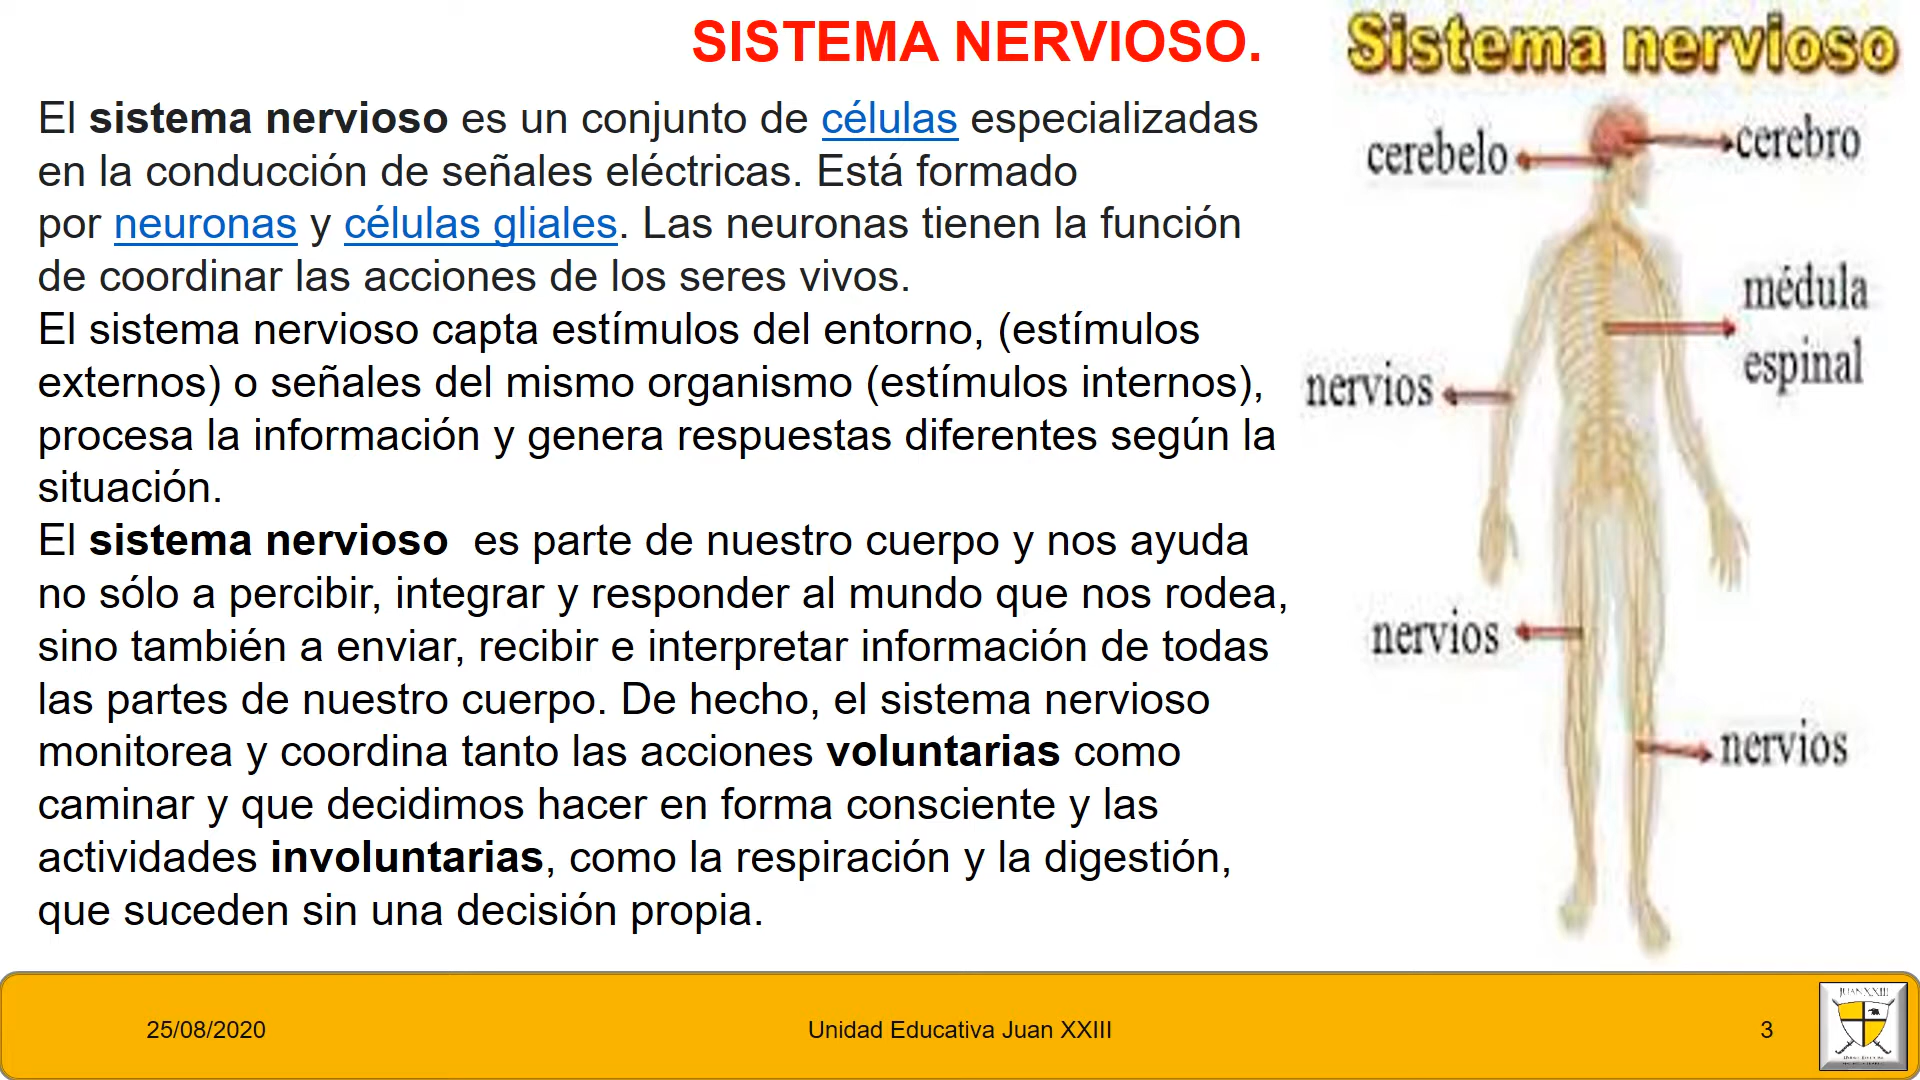 SISTEMA NERVIOSO.
El sistema nervioso es un conjunto de células especializadas
en la conducción de señales eléctricas. Está formado
por neuronas y células gliales. Las neuronas tienen la función
de coordinar las acciones de los seres vivos.
El sistema nervioso capta estímulos del entorno, (estímulos
externos) o señales del mismo organismo (estímulos internos),
procesa la información y genera respuestas diferentes según la
situación.
El sistema nervioso  es parte de nuestro cuerpo y nos ayuda
no sólo a percibir, integrar y responder al mundo que nos rodea,
sino también a enviar, recibir e interpretar información de todas
las partes de nuestro cuerpo. De hecho, el sistema nervioso
monitorea y coordina tanto las acciones voluntarias como
caminar y que decidimos hacer en forma consciente y las
actividades involuntarias, como la respiración y la digestión,
que suceden sin una decisión propia.
Sistema nervioso
cerebelo
cerebro
médula
espinal
nervios
nervios
nervios
25/08/2020
Unidad Educativa Juan XXIII
3
JUAN XXIII